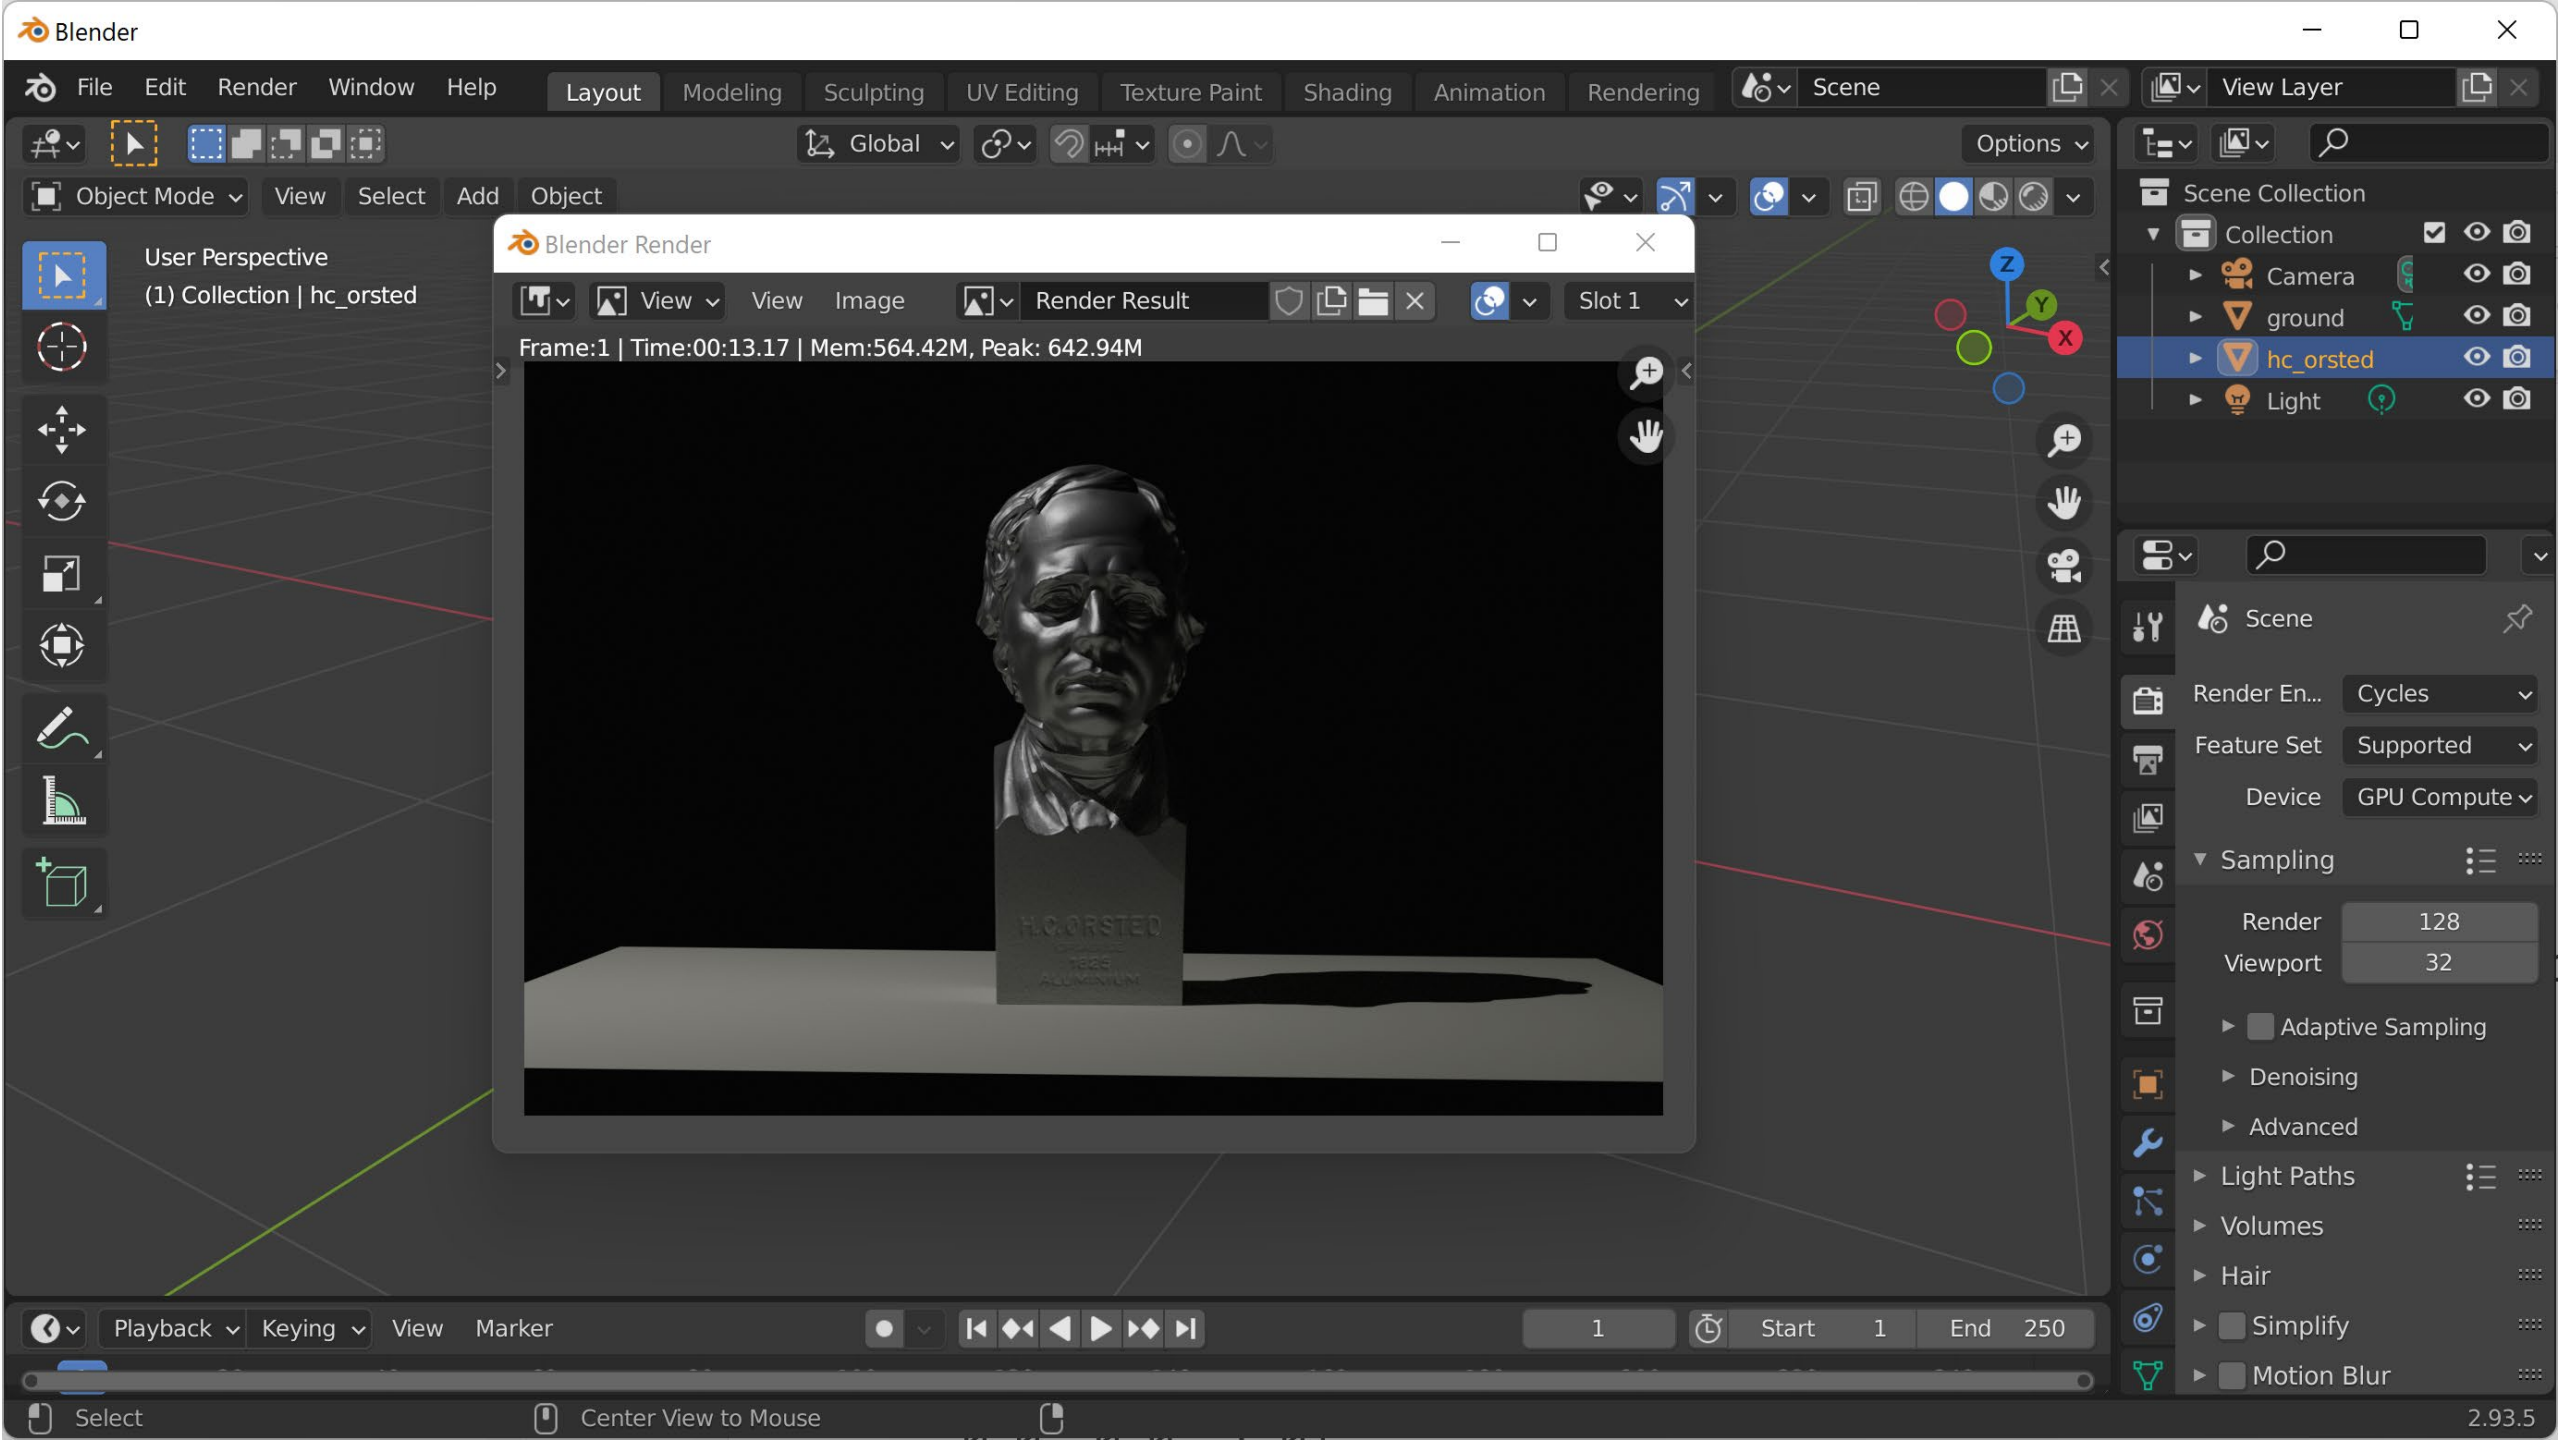 Blender
File Edit Render Window Help Layout Modeling Sculpting UV Editing Texture Paint Shading Animation Rendering Scene View Layer
Global Options
Object Mode View Select Add Object
Scene Collection
Collection
Camera
ground
hc_orsted
Light
User Perspective
(1) Collection | hc_orsted
Z
Y
X
Blender Render
View View Image Render Result Slot 1
Frame:1 | Time:00:13.17 | Mem:564.42M, Peak: 642.94M
H.C.ØRSTED
1825
ALUMINIUM
Scene
Render En... Cycles
Feature Set Supported
Device GPU Compute
Sampling
Render 128
Viewport 32
Adaptive Sampling
Denoising
Advanced
Light Paths
Volumes
Hair
Simplify
Motion Blur
Playback Keying View Marker 1 Start 1 End 250
Select Center View to Mouse 2.93.5